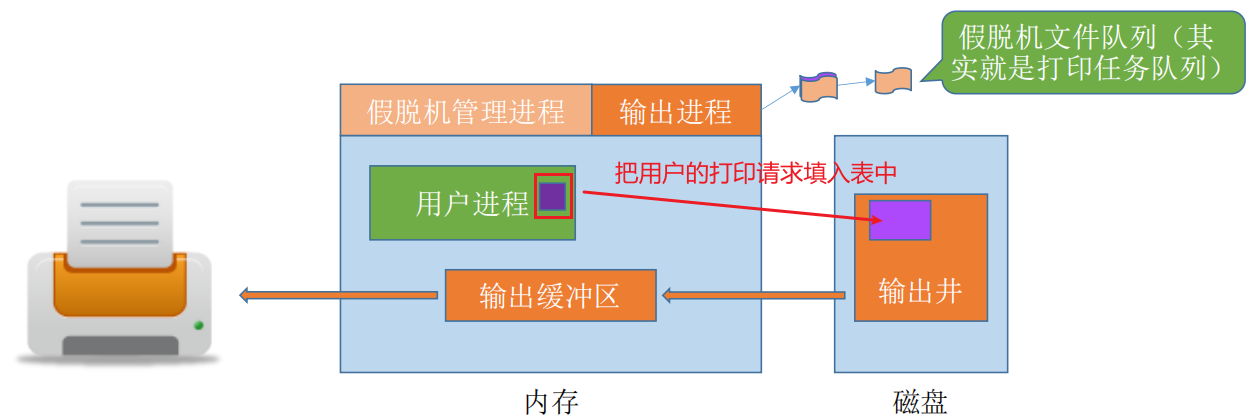 假脱机文件队列（其
实就是打印任务队列）
假脱机管理进程
输出进程
把用户的打印请求填入表中
用户进程
输出缓冲区
输出井
内存
磁盘